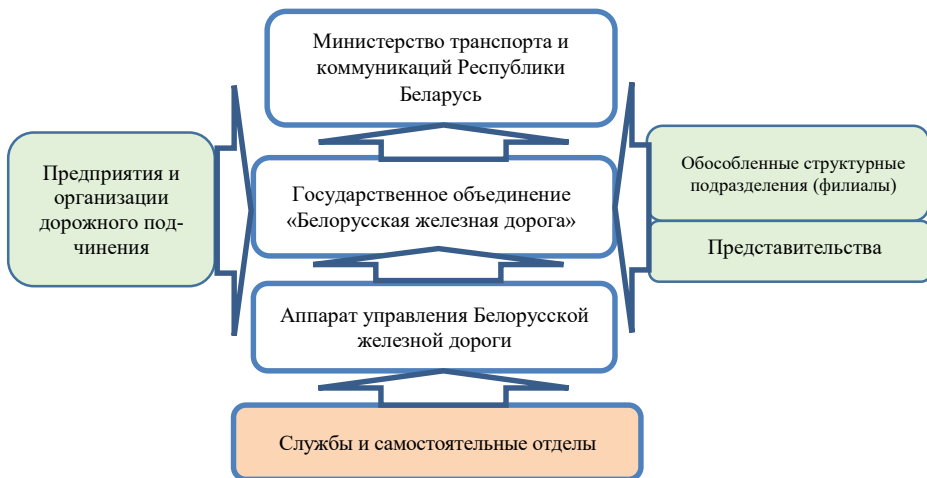 Министерство транспорта и
коммуникаций Республики
Беларусь
Предприятия и
организации
дорожного под-
чинения
Государственное объединение
«Белорусская железная дорога»
Обособленные структурные
подразделения (филиалы)
Представительства
Аппарат управления Белорусской
железной дороги
Службы и самостоятельные отделы